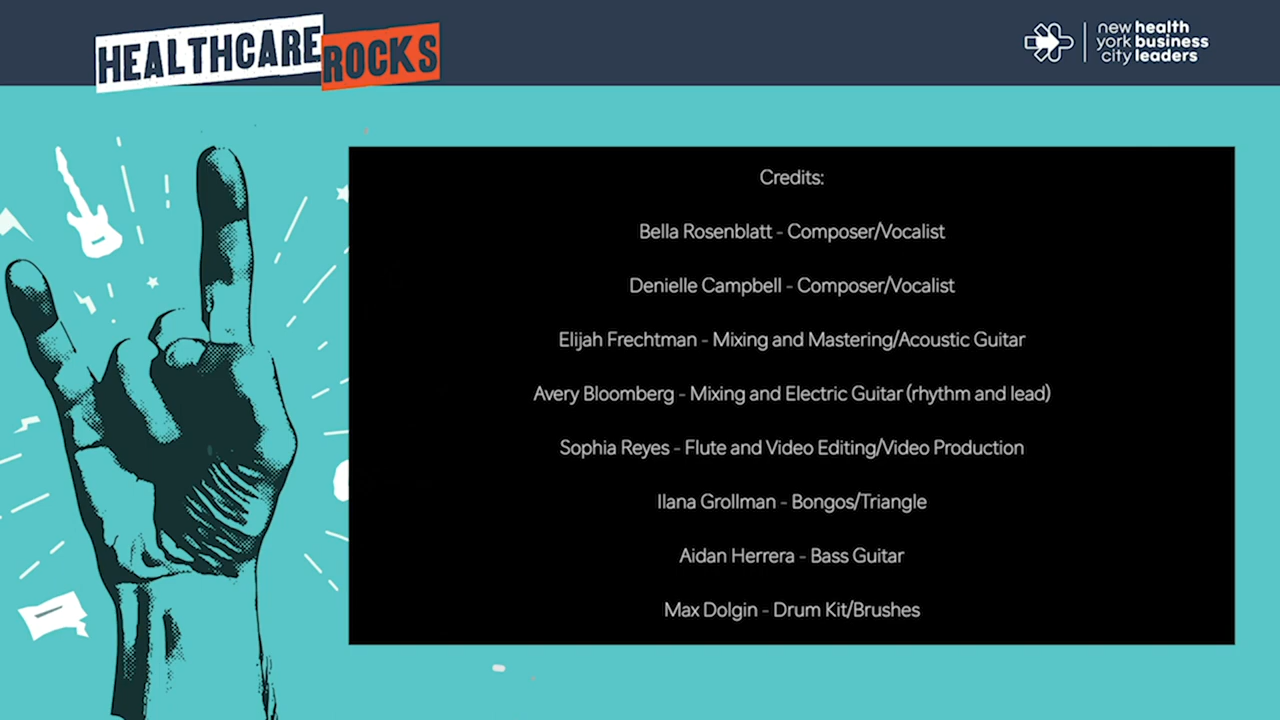 HEALTHCARE ROCKS
new health
york business
city leaders
Credits:
Bella Rosenblatt - Composer/Vocalist
Denielle Campbell - Composer/Vocalist
Elijah Frechtman - Mixing and Mastering/Acoustic Guitar
Avery Bloomberg - Mixing and Electric Guitar (rhythm and lead)
Sophia Reyes - Flute and Video Editing/Video Production
Ilana Grollman - Bongos/Triangle
Aidan Herrera - Bass Guitar
Max Dolgin - Drum Kit/Brushes